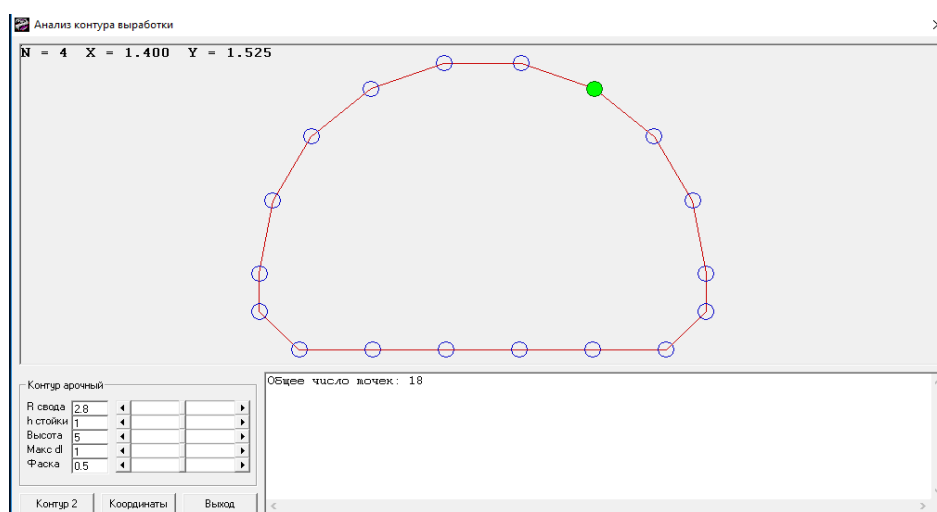 Анализ контура выработки
N = 4 X = 1.400 Y = 1.525
Контур арочный
R свода 2.8
h стойки 1
Высота 5
Макс dl 1
Фаска 0.5
Контур 2 Координаты Выход
Общее число точек: 18